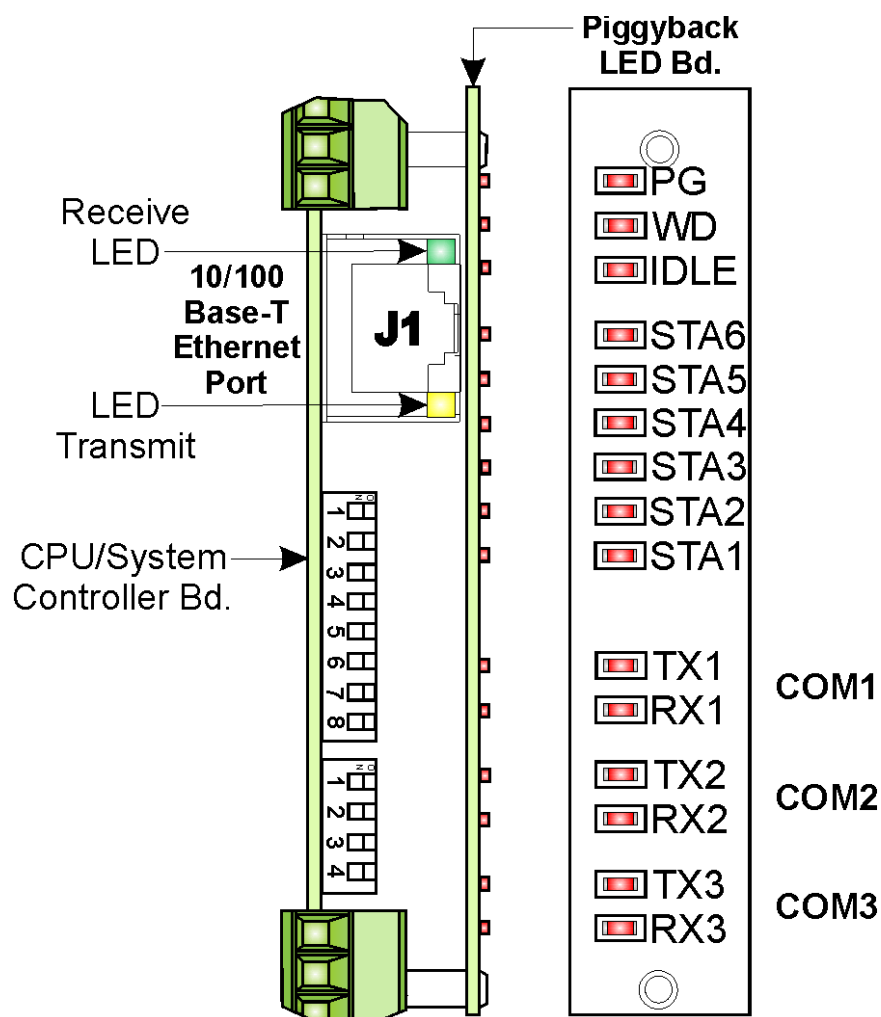 Piggyback
LED Bd.
Receive
LED
10/100
Base-T
Ethernet
Port
J1
LED
Transmit
CPU/System
Controller Bd.
ON
1
2
3
4
5
6
7
8
ON
1
2
3
4
PG
WD
IDLE
STA6
STA5
STA4
STA3
STA2
STA1
TX1
RX1
COM1
TX2
RX2
COM2
TX3
RX3
COM3